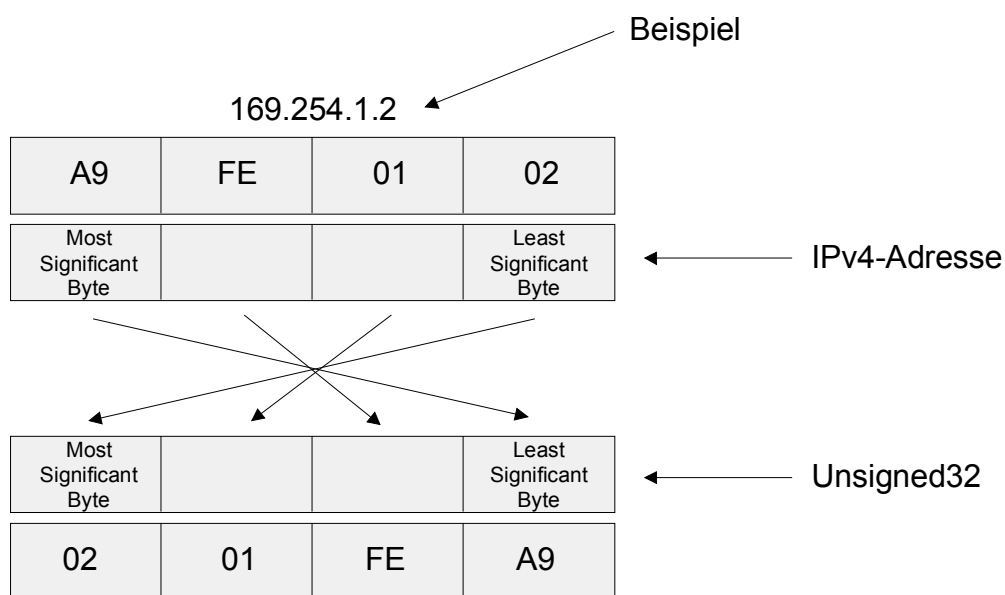 Beispiel
169.254.1.2
A9 FE 01 02
Most
Significant
Byte
Least
Significant
Byte
IPv4-Adresse
Most
Significant
Byte
Least
Significant
Byte
Unsigned32
02 01 FE A9